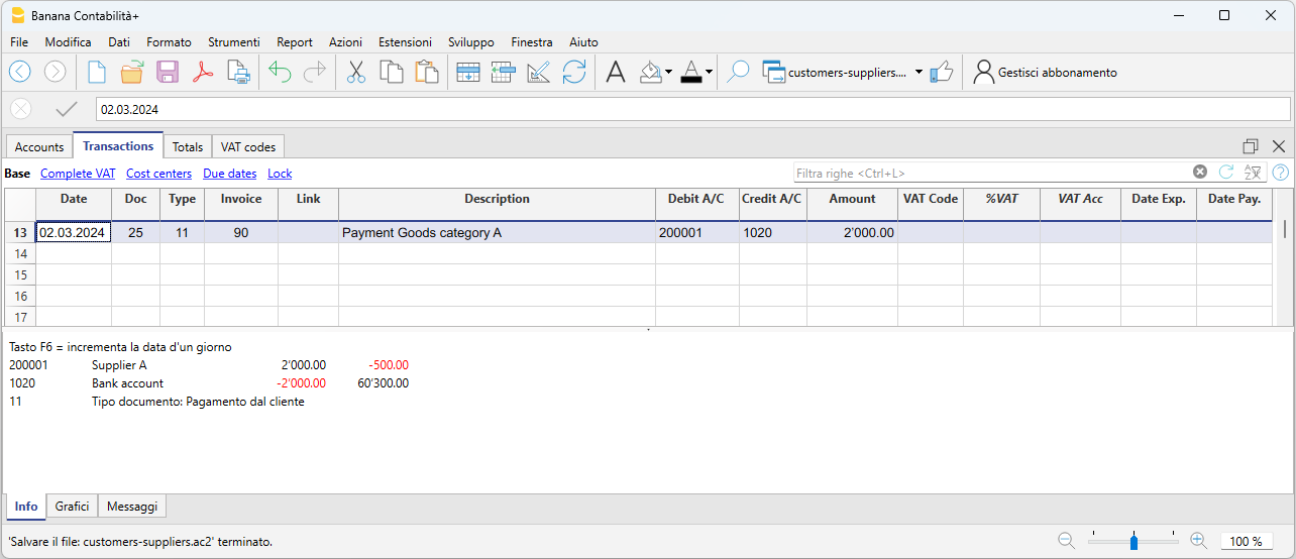 Banana Contabilità+
File Modifica Dati Formato Strumenti Report Azioni Estensioni Sviluppo Finestra Aiuto
customers-suppliers.... Gestisci abbonamento
02.03.2024
Accounts Transactions Totals VAT codes
Base Complete VAT Cost centers Due dates Lock Filtra righe <Ctrl+L>
Date Doc Type Invoice Link Description Debit A/C Credit A/C Amount VAT Code %VAT VAT Acc Date Exp. Date Pay.
13 02.03.2024 25 11 90 Payment Goods category A 200001 1020 2'000.00
14
15
16
17
Tasto F6 = incrementa la data d'un giorno
200001 Supplier A 2'000.00 -500.00
1020 Bank account -2'000.00 60'300.00
11 Tipo documento: Pagamento dal cliente
Info Grafici Messaggi
'Salvare il file: customers-suppliers.ac2' terminato. 100 %